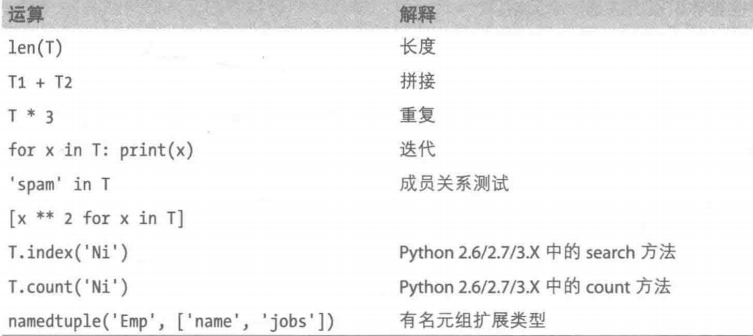 运算 解释
len(T) 长度
T1 + T2 拼接
T * 3 重复
for x in T: print(x) 迭代
'spam' in T 成员关系测试
[x ** 2 for x in T]
T.index('Ni') Python 2.6/2.7/3.X 中的 search 方法
T.count('Ni') Python 2.6/2.7/3.X 中的 count 方法
namedtuple('Emp', ['name', 'jobs']) 有名元组扩展类型